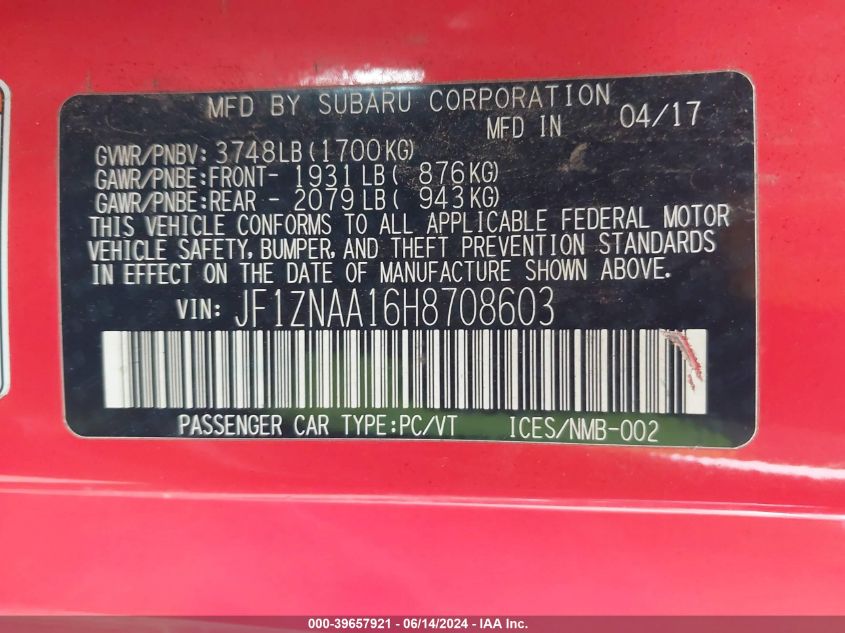 MFD BY SUBARU CORPORATION
MFD IN 04/17
GVWR/PNBV: 3748LB(1700KG)
GAWR/PNBE:FRONT- 1931LB( 876KG)
GAWR/PNBE:REAR - 2079LB( 943KG)
THIS VEHICLE CONFORMS TO ALL APPLICABLE FEDERAL MOTOR
VEHICLE SAFETY, BUMPER, AND THEFT PREVENTION STANDARDS
IN EFFECT ON THE DATE OF MANUFACTURE SHOWN ABOVE.
VIN: JF1ZNAA16H8708603
PASSENGER CAR TYPE:PC/VT ICES/NMB-002
000-39657921 / 06/14/2024 - IAA Inc.